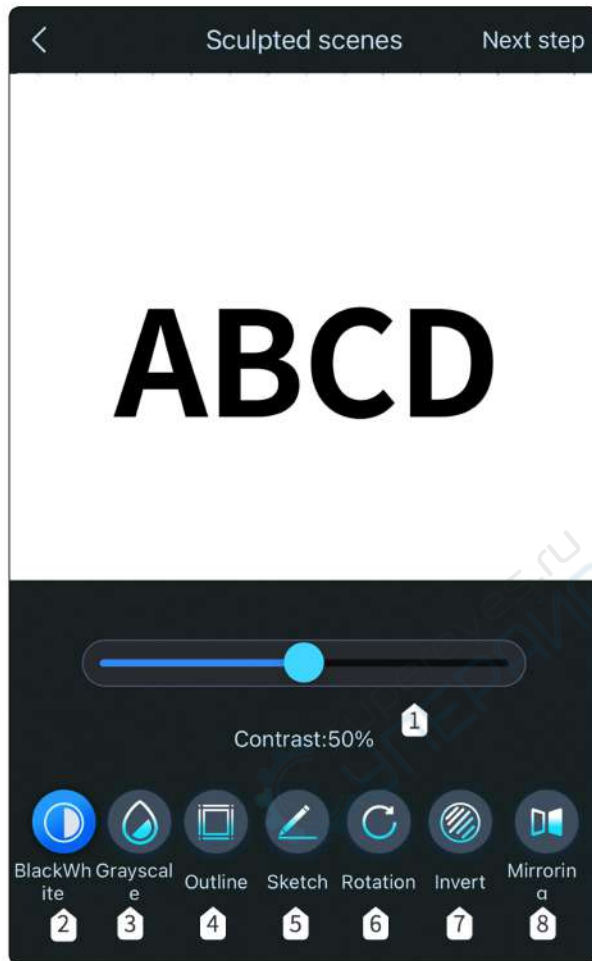 Sculpted scenes Next step
ABCD
1
Contrast:50%
BlackWh Grayscal Outline Sketch Rotation Invert Mirrorin
ite e g
2 3 4 5 6 7 8